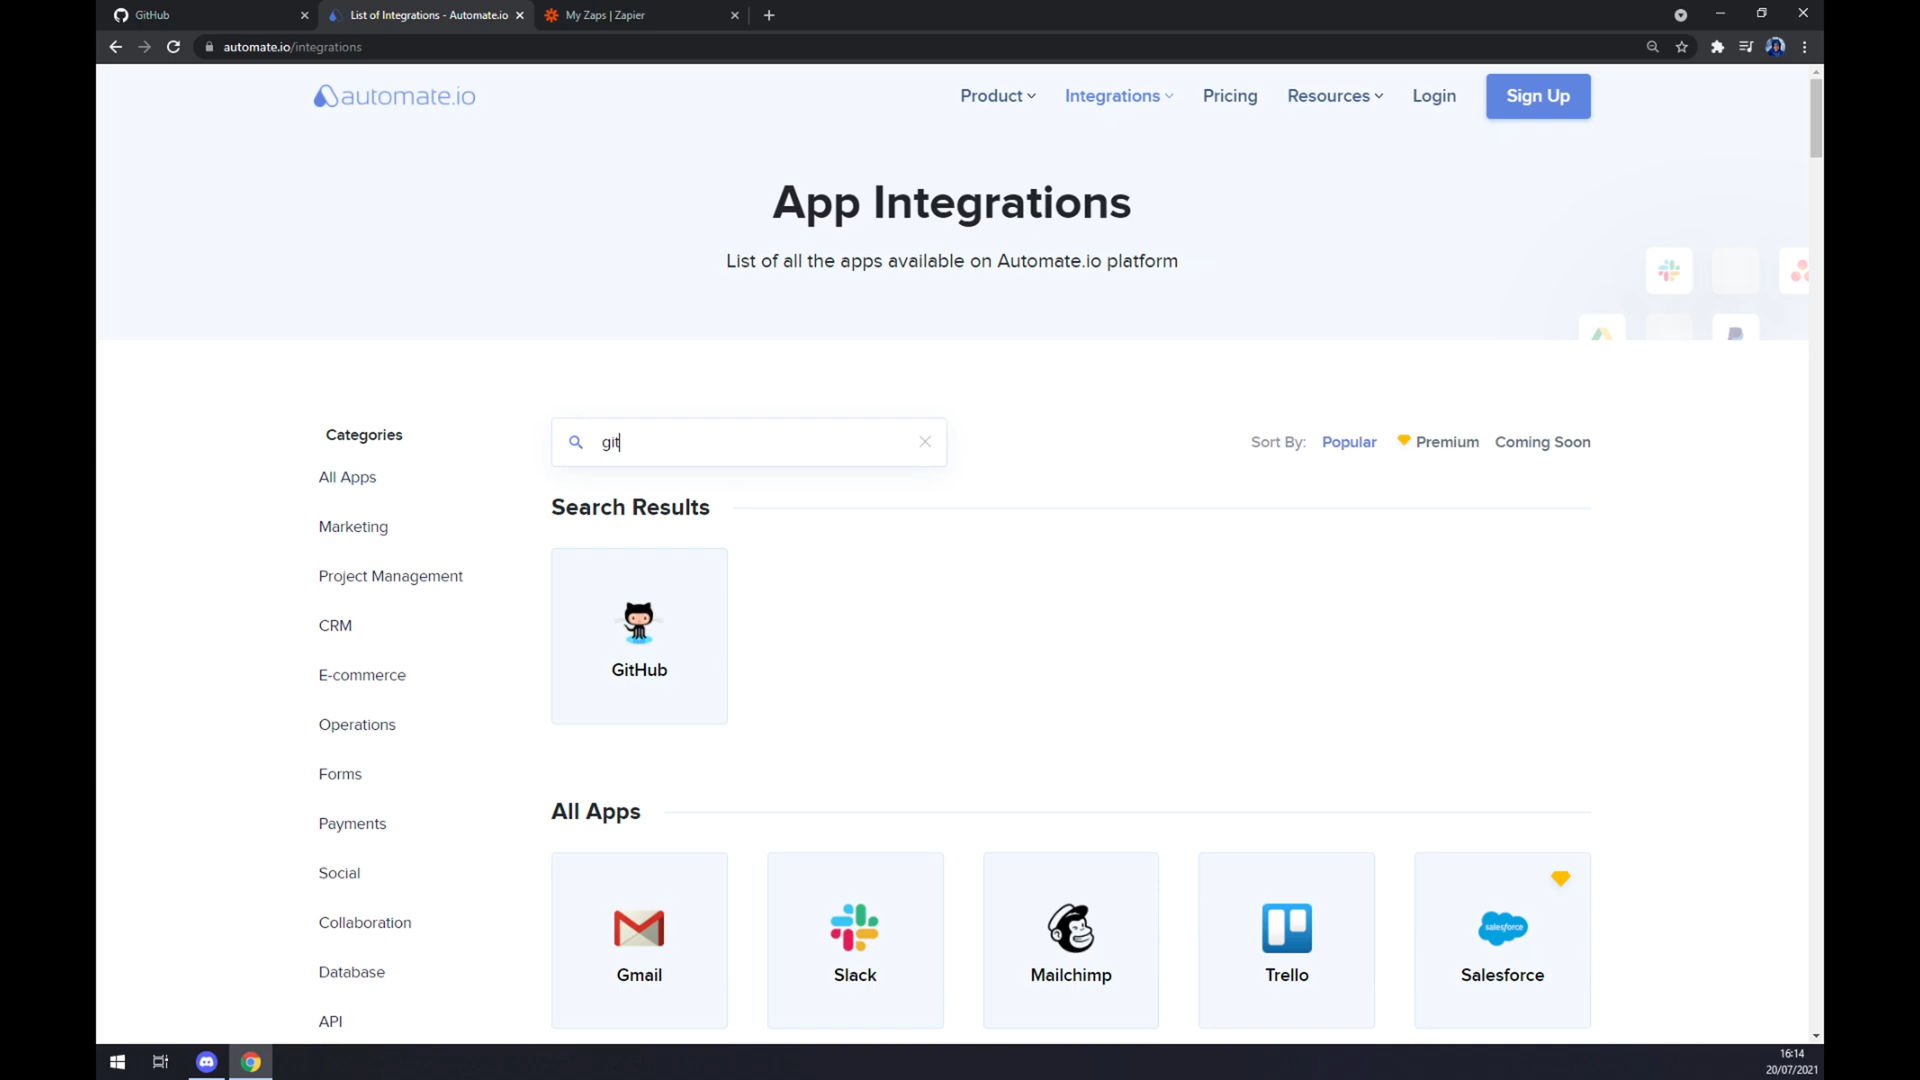 GitHub
List of Integrations - Automate.io
My Zaps | Zapier
automate.io/integrations
automate.io
Product
Integrations
Pricing
Resources
Login
Sign Up
App Integrations
List of all the apps available on Automate.io platform
Categories
git
Sort By:
Popular
Premium
Coming Soon
All Apps
Marketing
Project Management
CRM
E-commerce
Operations
Forms
Payments
Social
Collaboration
Database
API
Search Results
GitHub
All Apps
Gmail
Slack
Mailchimp
Trello
salesforce
Salesforce
16:14
20/07/2021